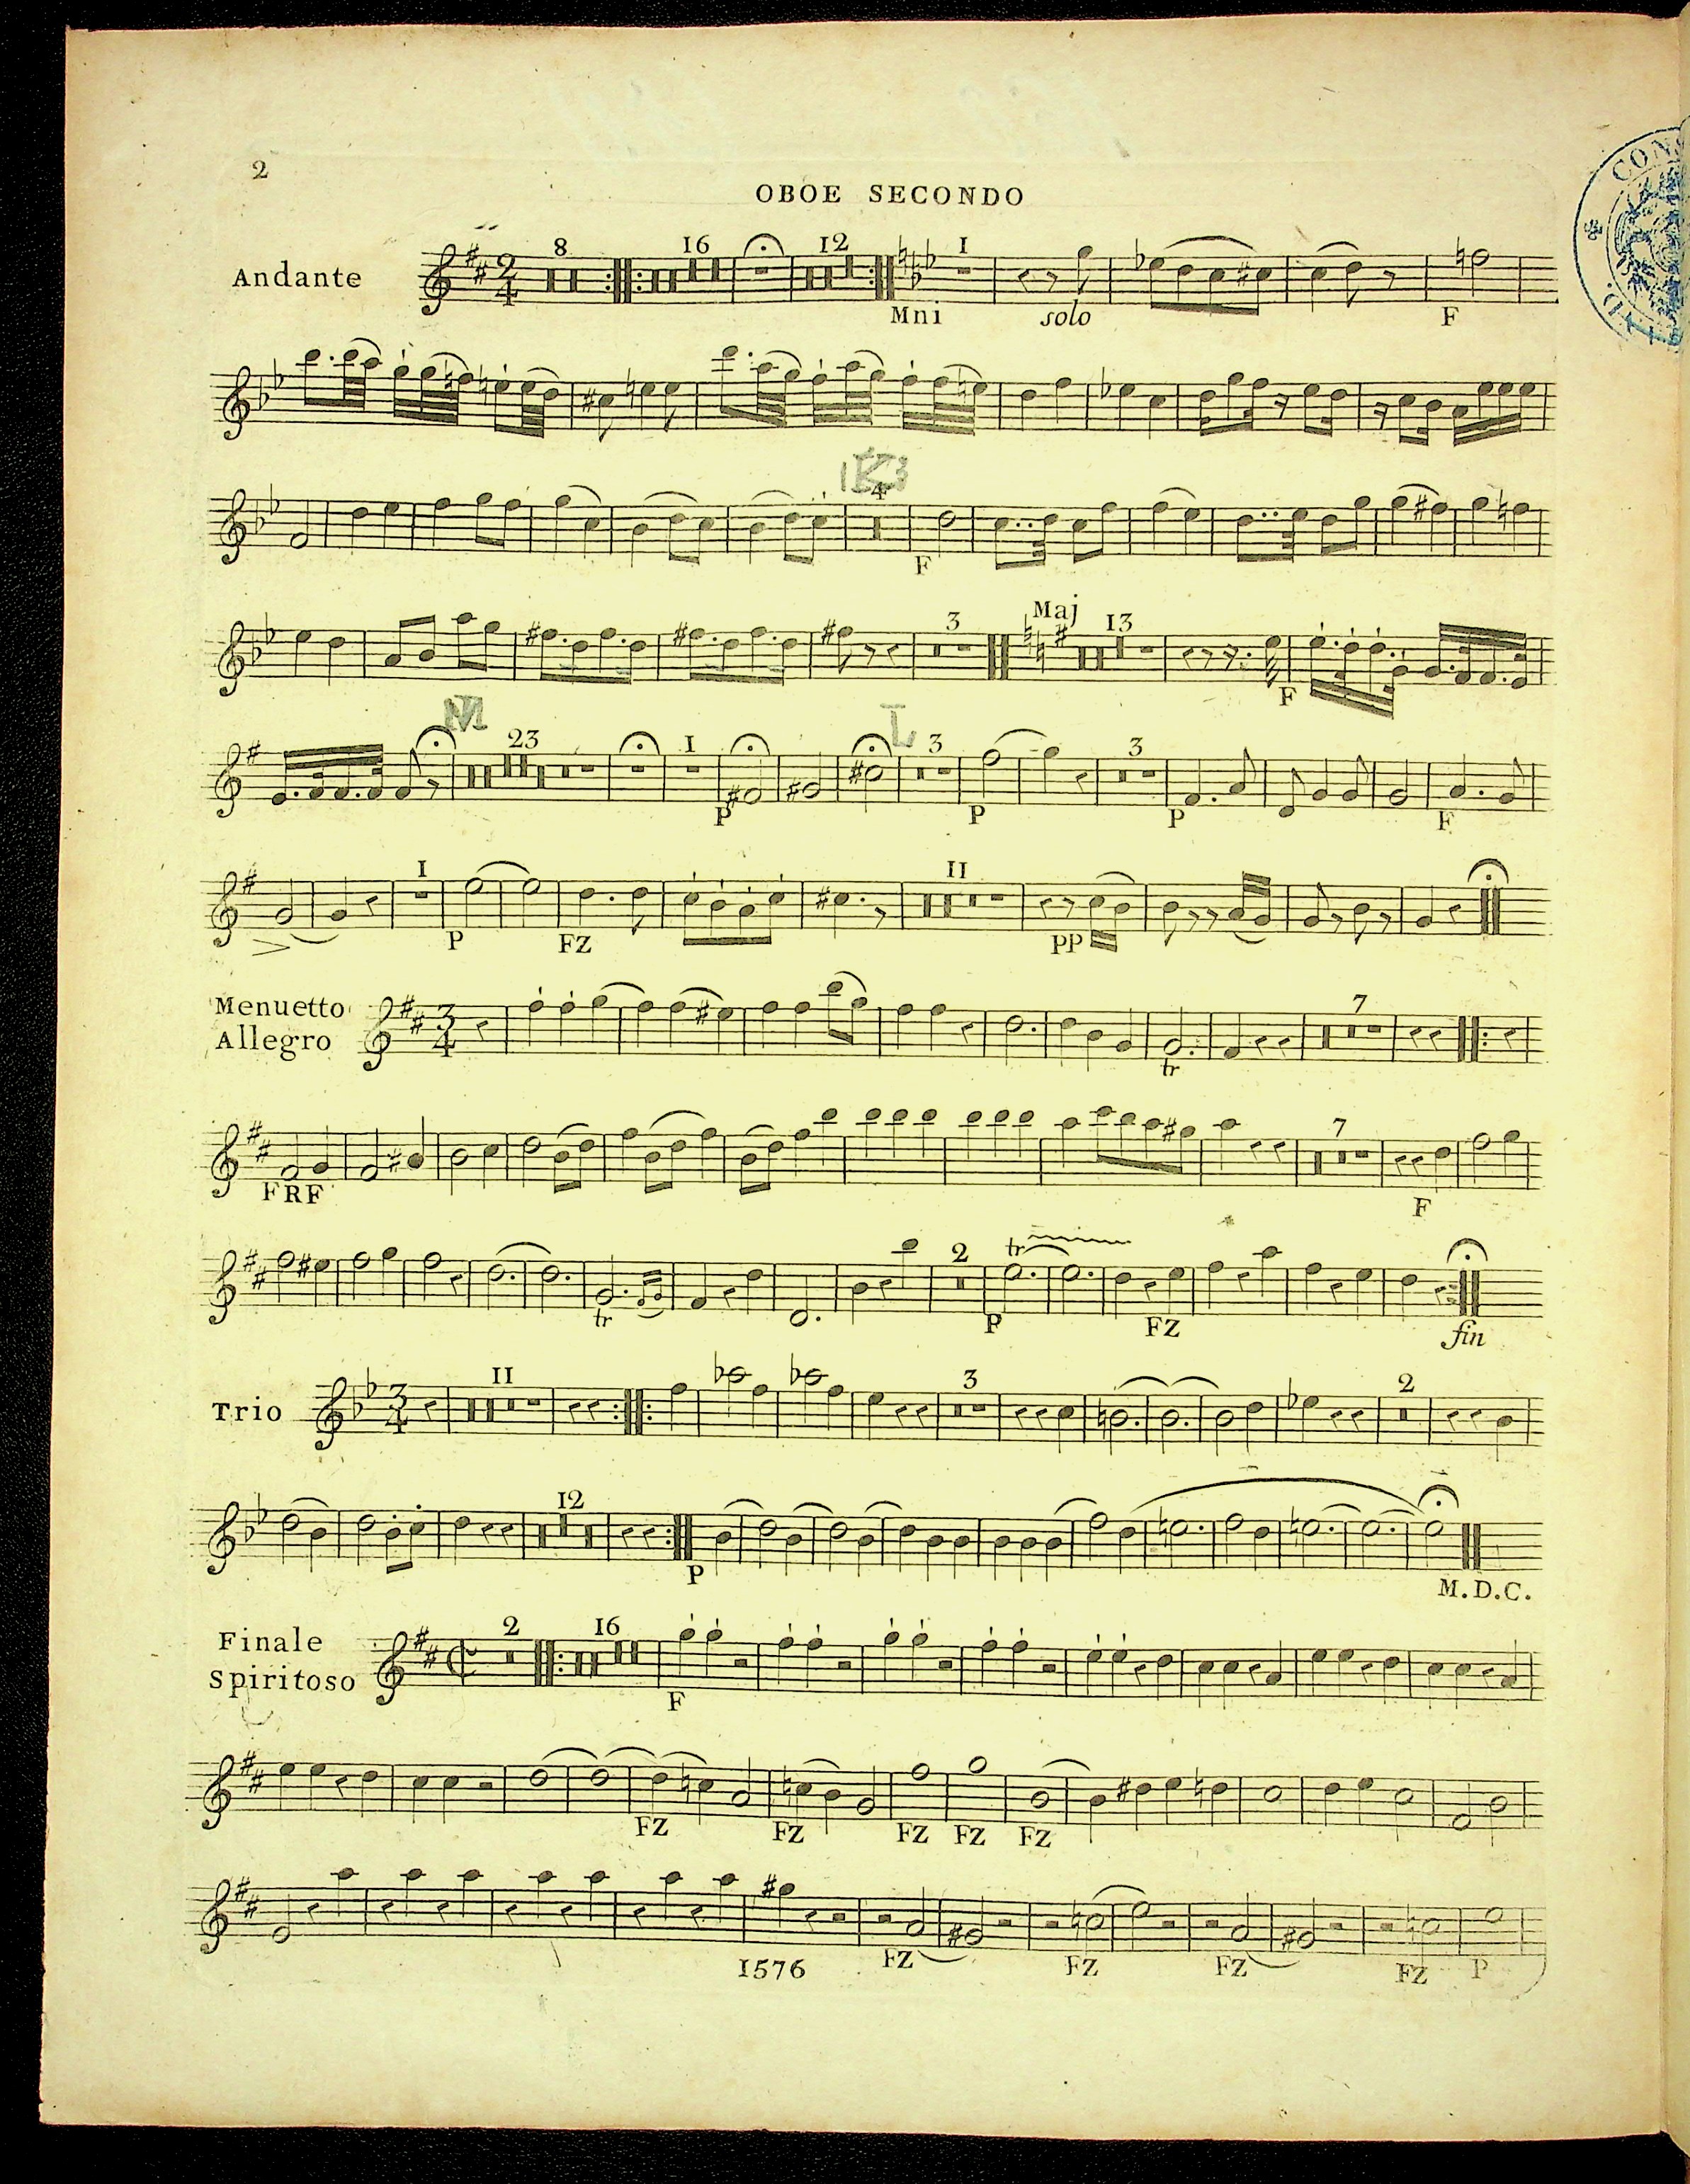 2
OBOE SECONDO
Andante
8 16 12 I
Mni solo F
4
F
3 Maj 13
F
M L
23 I 3 3
P P P F
I II
P FZ PP
Menuetto
Allegro
7
tr
7
FRF F
2 tr
tr P FZ fin
Trio
II 3 2
12
P
M.D.C.
Finale
Spiritoso
2 16
F
FZ FZ FZ FZ FZ
FZ FZ FZ FZ P
1576